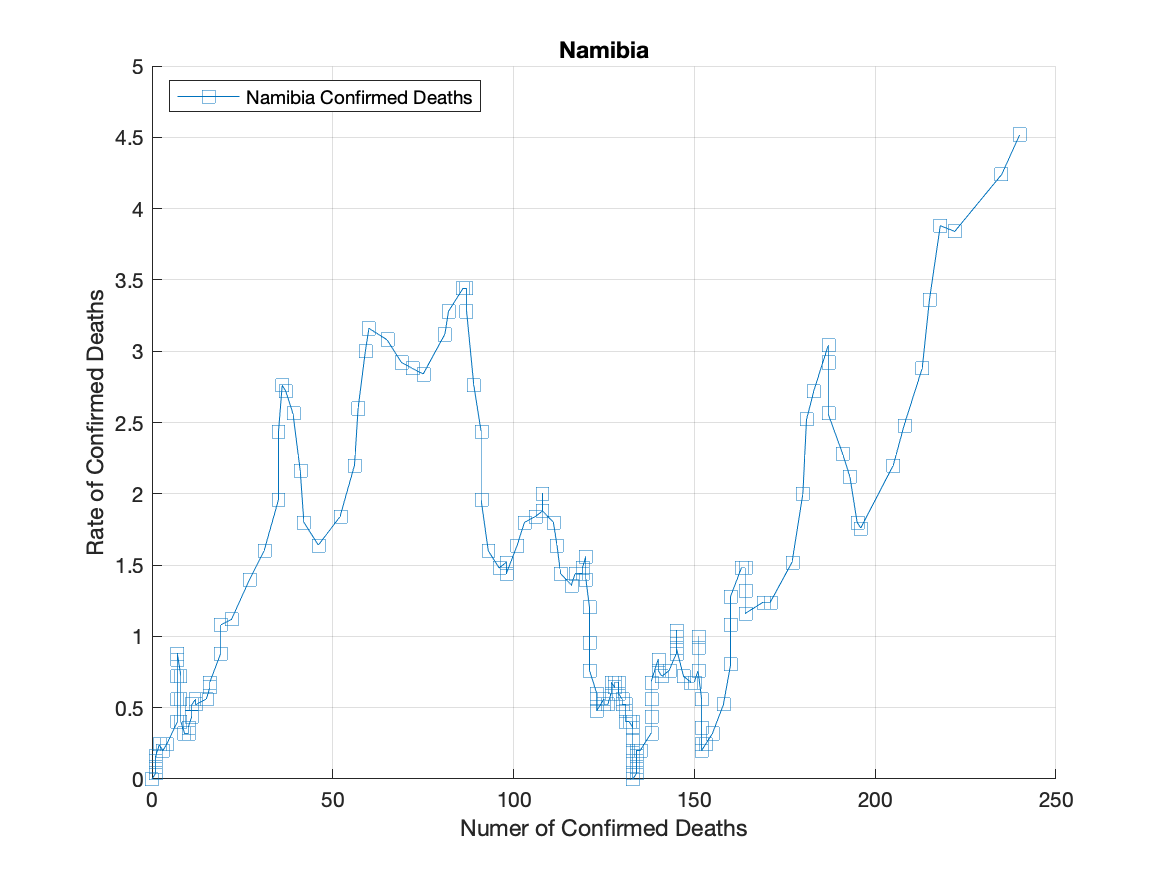 Namibia
Namibia Confirmed Deaths
Rate of Confirmed Deaths
5
4.5
4
3.5
3
2.5
2
1.5
1
0.5
0
0 50 100 150 200 250
Numer of Confirmed Deaths